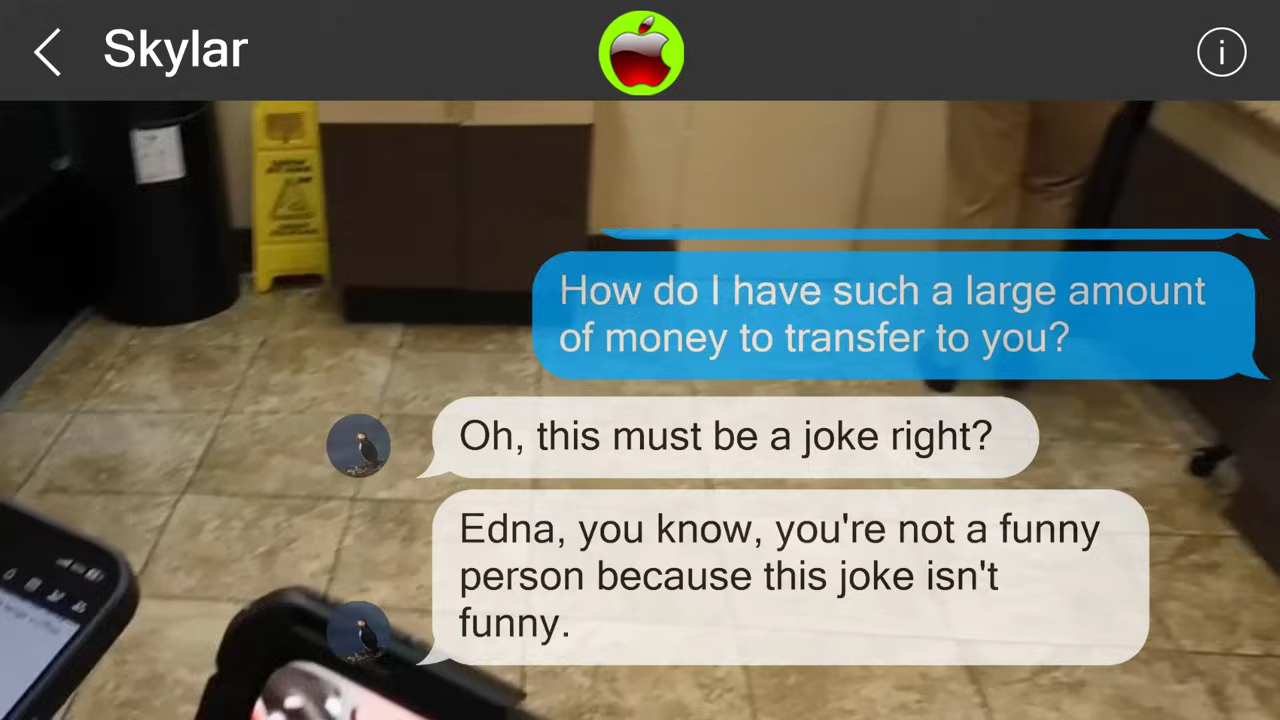 Skylar
i
How do I have such a large amount
of money to transfer to you?
Oh, this must be a joke right?
Edna, you know, you're not a funny
person because this joke isn't
funny.